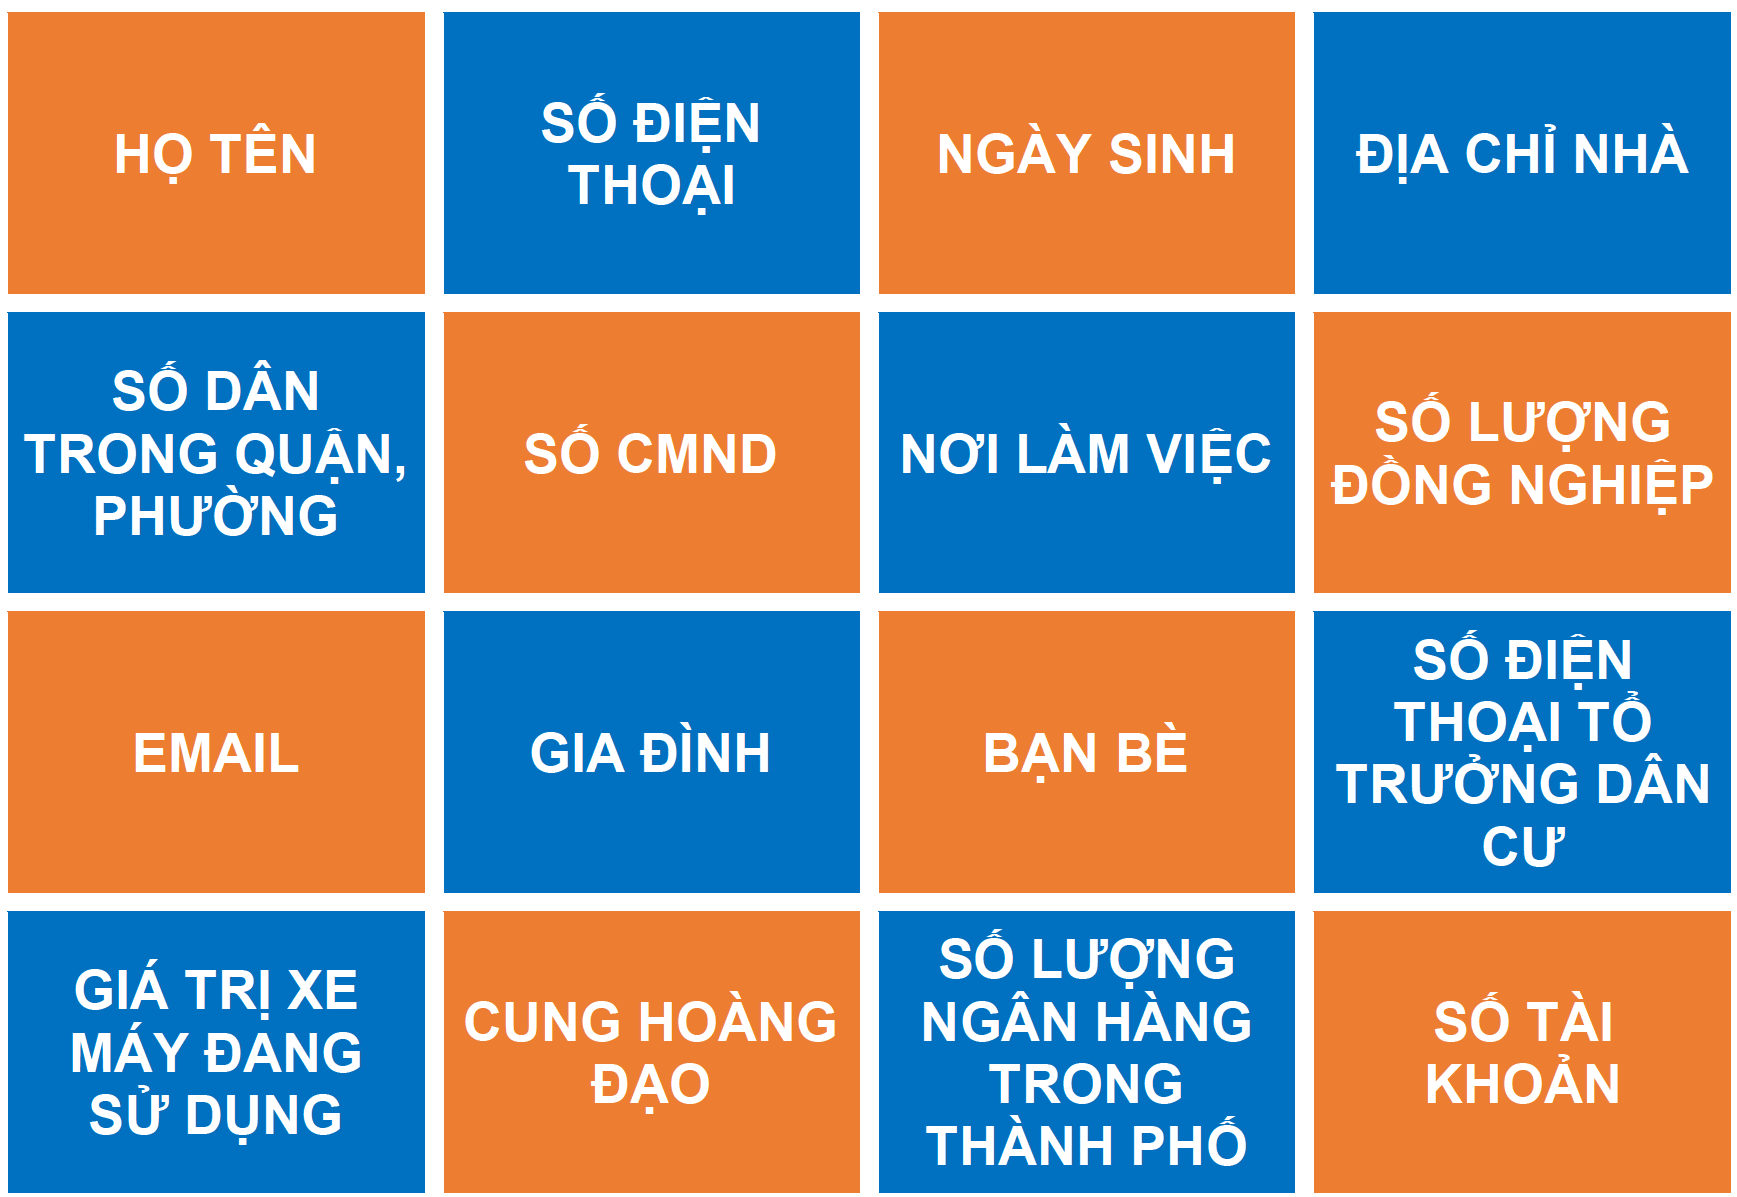 HỌ TÊN
SỐ ĐIỆN
THOẠI
NGÀY SINH
ĐỊA CHỈ NHÀ
SỐ DÂN
TRONG QUẬN,
PHƯỜNG
SỐ CMND
NƠI LÀM VIỆC
SỐ LƯỢNG
ĐỒNG NGHIỆP
EMAIL
GIA ĐÌNH
BẠN BÈ
SỐ ĐIỆN
THOẠI TỔ
TRƯỞNG DÂN
CƯ
GIÁ TRỊ XE
MÁY ĐANG
SỬ DỤNG
CUNG HOÀNG
ĐẠO
SỐ LƯỢNG
NGÂN HÀNG
TRONG
THÀNH PHỐ
SỐ TÀI
KHOẢN